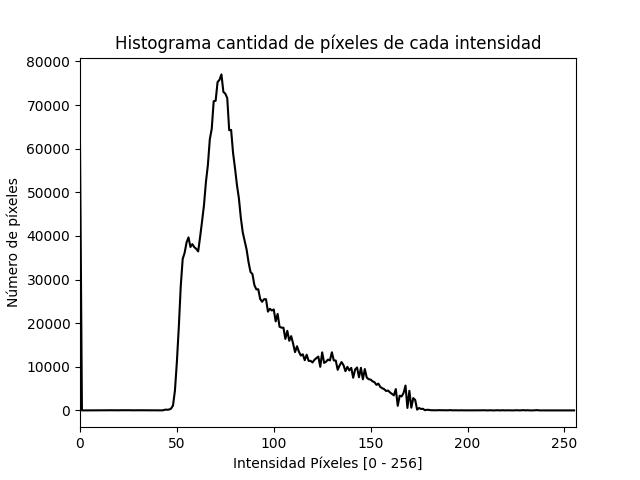 Histograma cantidad de píxeles de cada intensidad
80000
70000
60000
50000
40000
30000
20000
10000
0
Número de píxeles
0 50 100 150 200 250
Intensidad Píxeles [0 - 256]